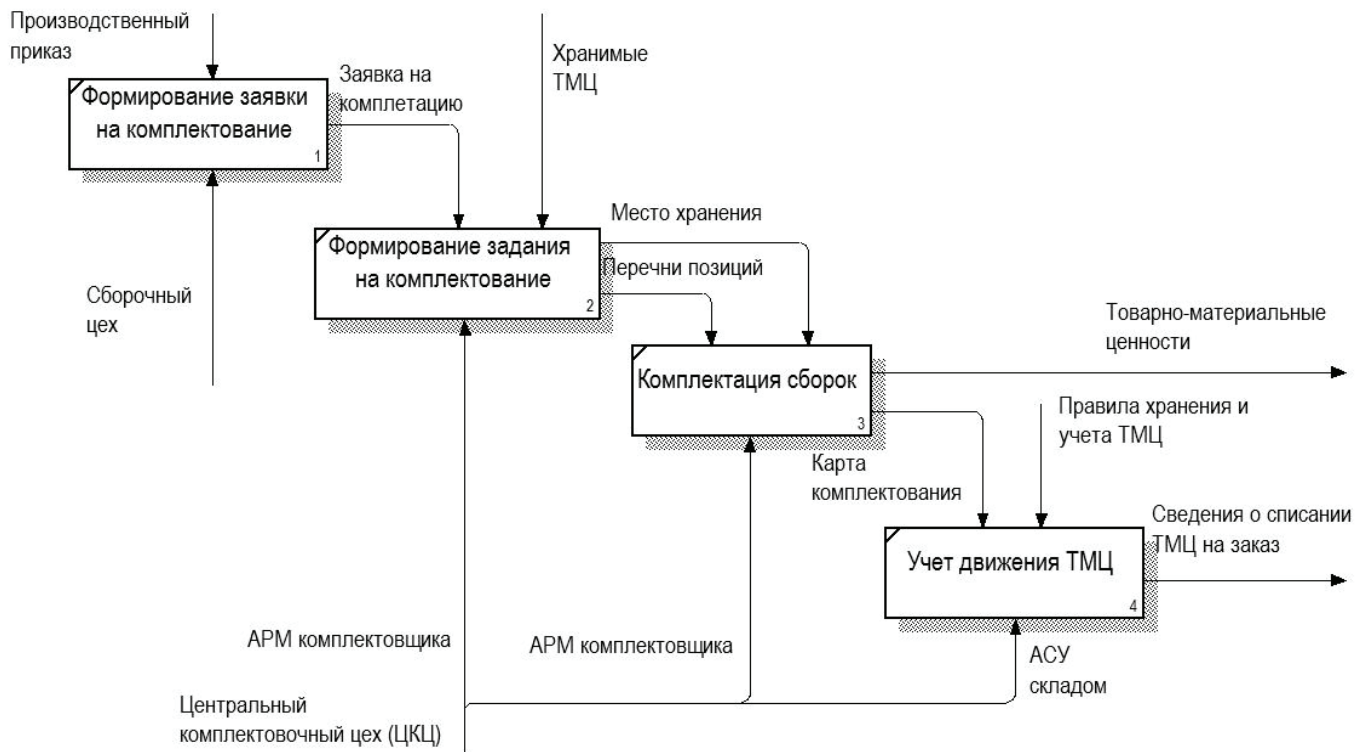 Производственный
приказ
Формирование заявки
на комплектование
1
Заявка на
комплетацию
Хранимые
ТМЦ
Сборочный
цех
Формирование задания
на комплектование
2
Место хранения
Перечни позиций
Комплектация сборок
3
Товарно-материальные
ценности
Правила хранения и
учета ТМЦ
Карта
комплектования
Учет движения ТМЦ
4
Сведения о списании
ТМЦ на заказ
АРМ комплектовщика
АРМ комплектовщика
АСУ
складом
Центральный
комплектовочный цех (ЦКЦ)